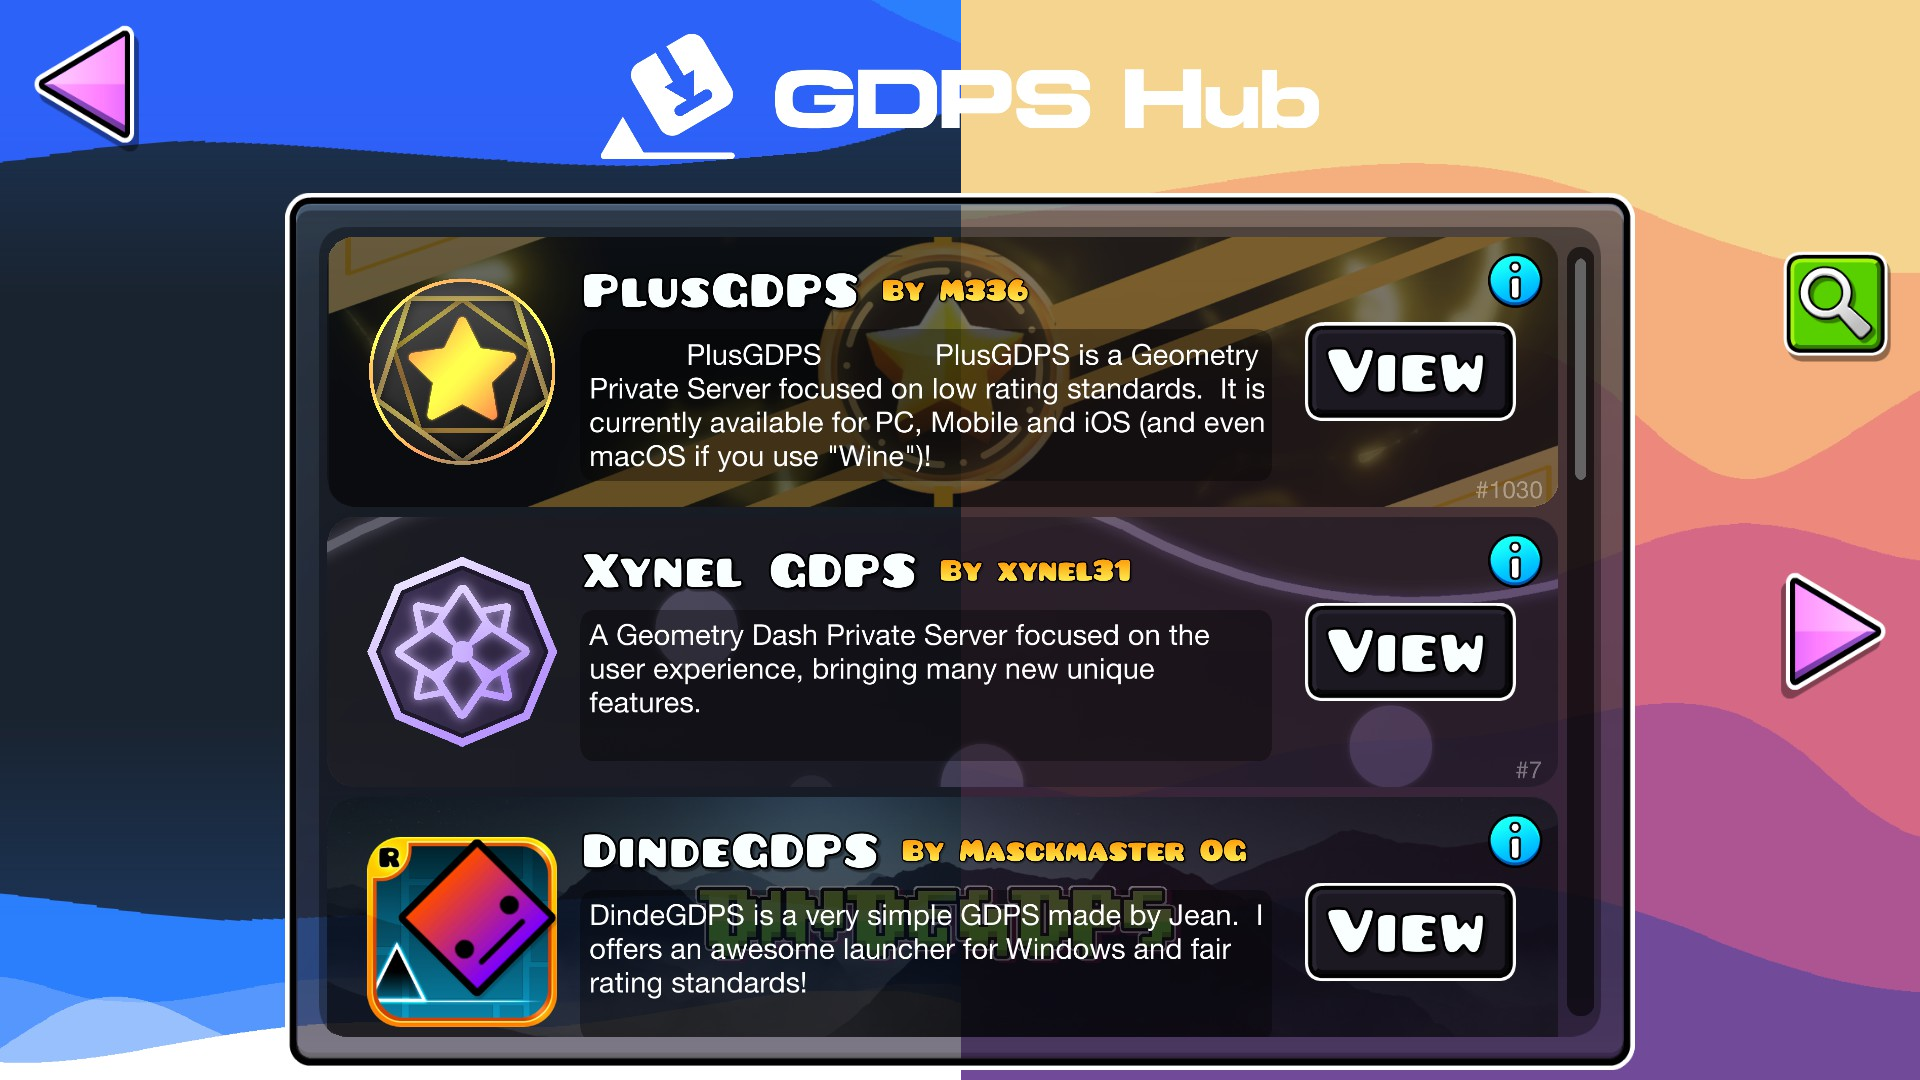 GDPS Hub
PlusGDPS By M336
PlusGDPS PlusGDPS is a Geometry
Private Server focused on low rating standards. It is
currently available for PC, Mobile and iOS (and even
macOS if you use "Wine")!
View
#1030
Xynel GDPS By xynel31
A Geometry Dash Private Server focused on the
user experience, bringing many new unique
features.
View
#7
R
DindeGDPS By Masckmaster OG
DINDEGDPS
DindeGDPS is a very simple GDPS made by Jean. I
offers an awesome launcher for Windows and fair
rating standards!
View